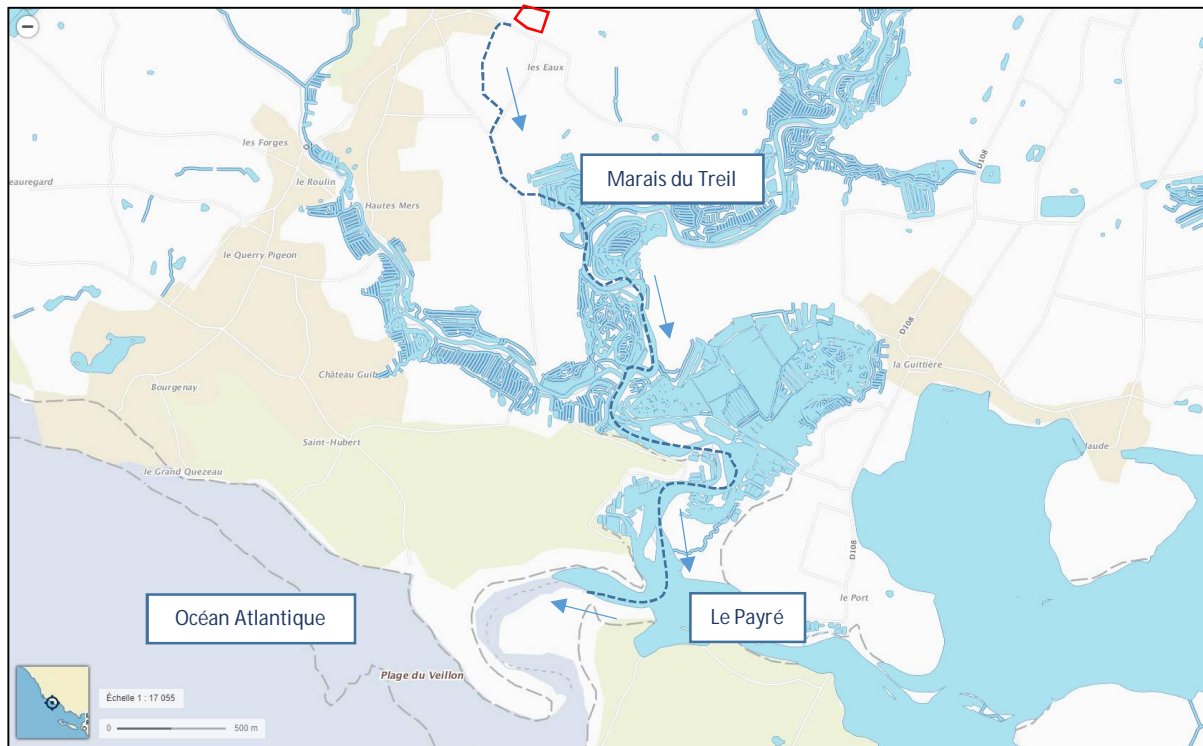 les Eaux
les Forges
D
D108
Marais du Treil
le Roulin
eauregard
Hautes Mers
le Querry Pigeon
D108
la Guittière
Château Guib
Bourgenay
Saint-Hubert
laude
le Grand Quezeau
D108
le Port
Océan Atlantique
Le Payré
Plage du Veillon
Échelle 1 : 17 055
0 500 m